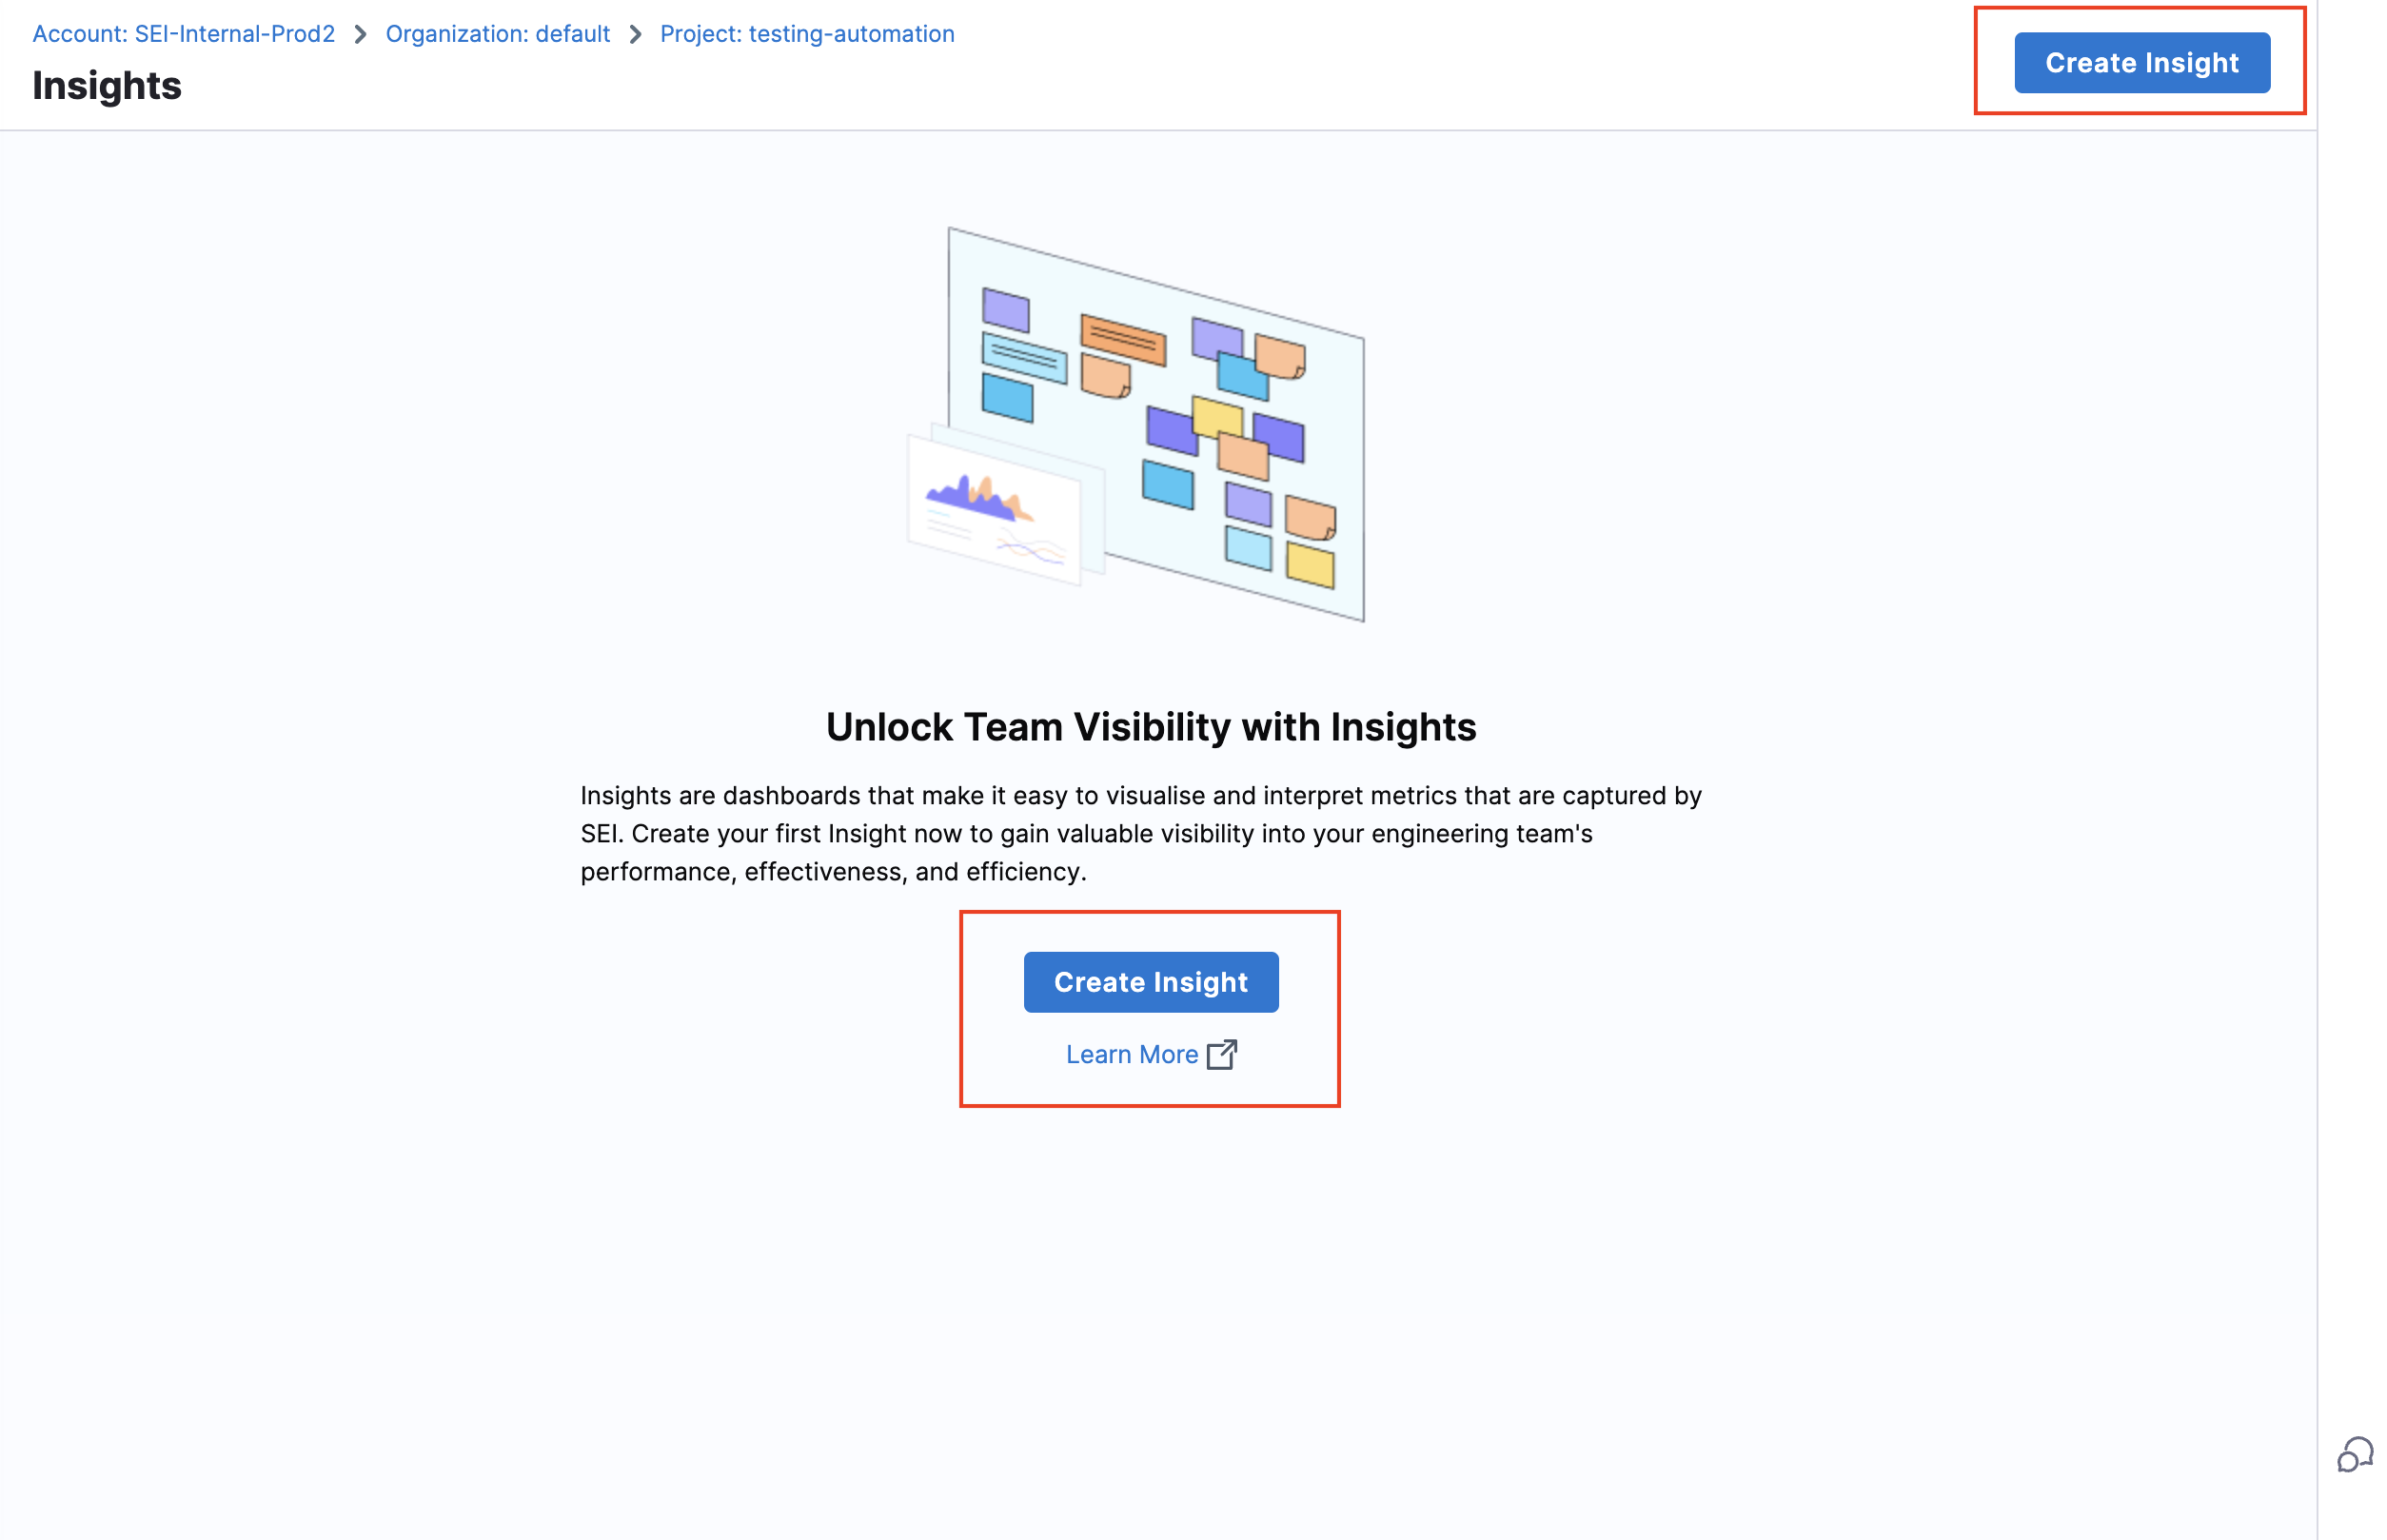 Account: SEI-Internal-Prod2 > Organization: default > Project: testing-automation
Insights
Create Insight
Unlock Team Visibility with Insights
Insights are dashboards that make it easy to visualise and interpret metrics that are captured by
SEI. Create your first Insight now to gain valuable visibility into your engineering team's
performance, effectiveness, and efficiency.
Create Insight
Learn More